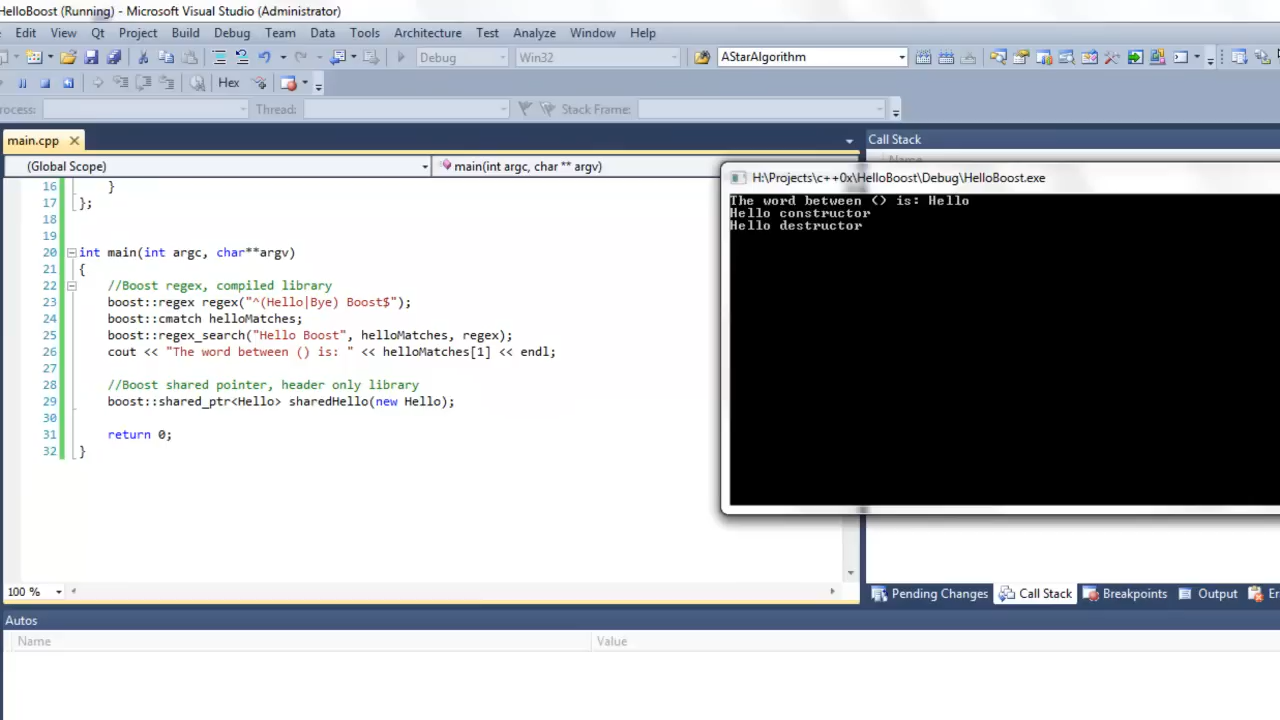 HelloBoost (Running) - Microsoft Visual Studio (Administrator)
Edit View Qt Project Build Debug Team Data Tools Architecture Test Analyze Window Help
Debug Win32 AStarAlgorithm
Hex
rocess: Thread: Stack Frame:
main.cpp
Call Stack
(Global Scope) main(int argc, char ** argv)
Name
H:\Projects\c++0x\HelloBoost\Debug\HelloBoost.exe
The word between () is: Hello
Hello constructor
Hello destructor
16 }
17 };
18
19
20 int main(int argc, char**argv)
21 {
22 //Boost regex, compiled library
23 boost::regex regex("^(Hello|Bye) Boost$");
24 boost::cmatch helloMatches;
25 boost::regex_search("Hello Boost", helloMatches, regex);
26 cout << "The word between () is: " << helloMatches[1] << endl;
27
28 //Boost shared pointer, header only library
29 boost::shared_ptr<Hello> sharedHello(new Hello);
30
31 return 0;
32 }
100 %
Pending Changes Call Stack Breakpoints Output Er
Autos
Name Value